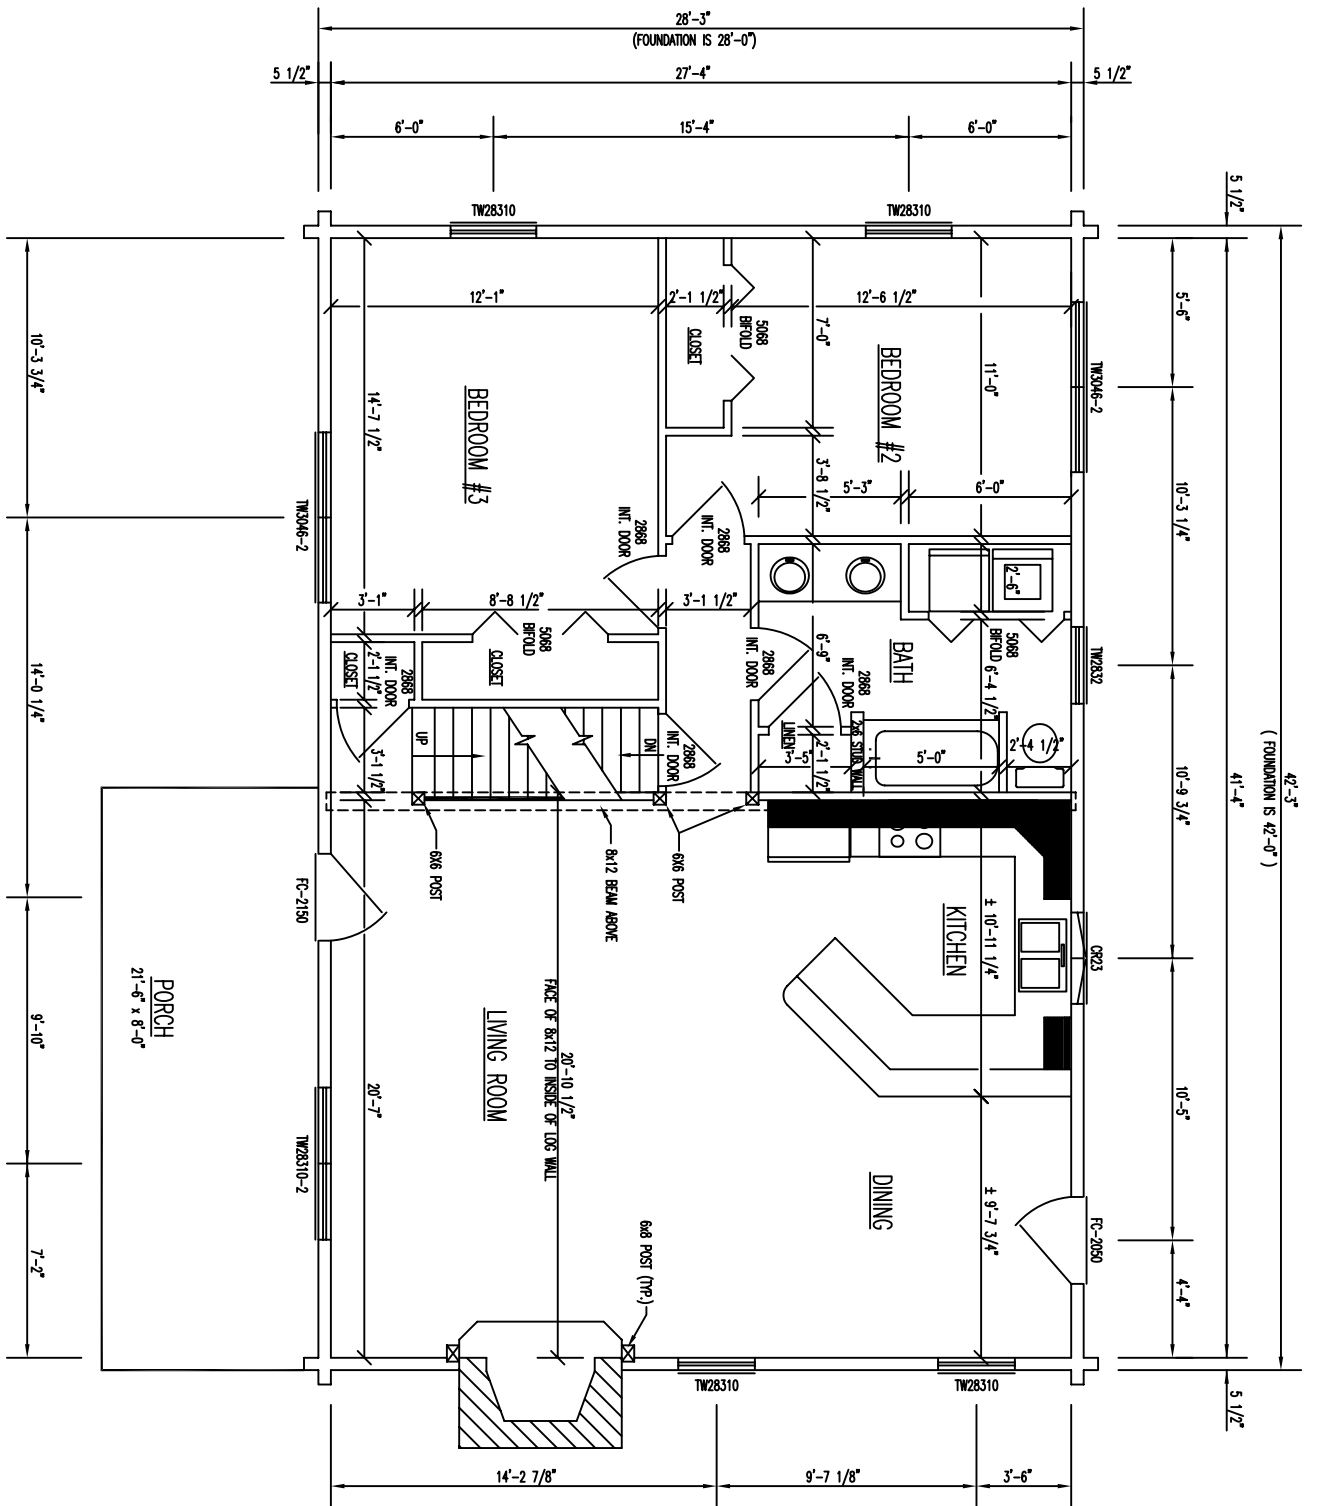 28'-3"
(FOUNDATION IS 28'-0")
5 1/2"
27'-4"
5 1/2"
6'-0"
15'-4"
6'-0"
TW28310
TW28310
5 1/2"
42'-3"
( FOUNDATION IS 42'-0" )
41'-4"
5 1/2"
5'-6"
10'-3 1/4"
10'-9 3/4"
10'-5"
4'-4"
TW3046-2
TW2832
CR23
FC-2050
12'-1"
2'-1 1/2"
12'-6 1/2"
7'-0"
11'-0"
5068
BIFOLD
CLOSET
BEDROOM #2
BEDROOM #3
14'-7 1/2"
3'-8 1/2"
5'-3"
6'-0"
2868
INT. DOOR
2868
INT. DOOR
2'-6"
3'-1"
8'-8 1/2"
3'-1 1/2"
5068
BIFOLD
CLOSET
2868
INT. DOOR
2'-1 1/2"
CLOSET
6'-9"
BATH
5068
BIFOLD
6'-4 1/2"
2868
INT. DOOR
2868
INT. DOOR
LINEN
2x6 STUD WALL
2'-1 1/2"
3'-5"
5'-0"
2'-4 1/2"
UP
DN
2868
INT. DOOR
3'-1 1/2"
6X6 POST
8x12 BEAM ABOVE
6X6 POST
KITCHEN
± 10'-11 1/4"
20'-10 1/2"
FACE OF 8x12 TO INSIDE OF LOG WALL
LIVING ROOM
20'-7"
DINING
± 9'-7 3/4"
6x8 POST (TYP.)
10'-3 3/4"
14'-0 1/4"
9'-10"
7'-2"
TW3046-2
FC-2150
TW28310-2
PORCH
21'-6" x 8'-0"
TW28310
TW28310
14'-2 7/8"
9'-7 1/8"
3'-6"